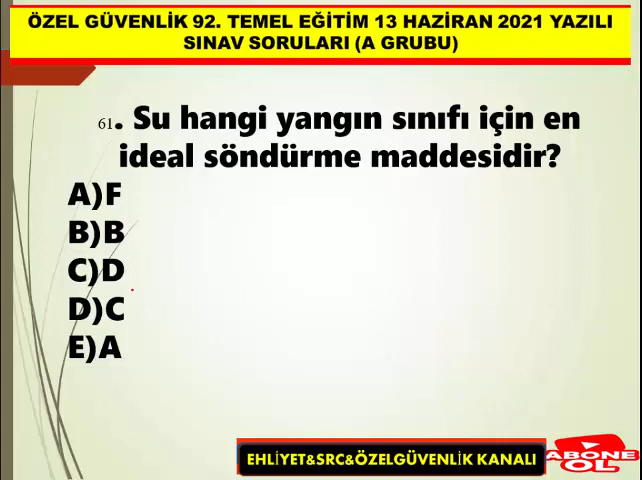 ÖZEL GÜVENLİK 92. TEMEL EĞİTİM 13 HAZİRAN 2021 YAZILI
SINAV SORULARI (A GRUBU)
61. Su hangi yangın sınıfı için en
ideal söndürme maddesidir?
A)F
B)B
C)D
D)C
E)A
EHLİYET&SRC&ÖZELGÜVENLİK KANALI
ABONE
OL